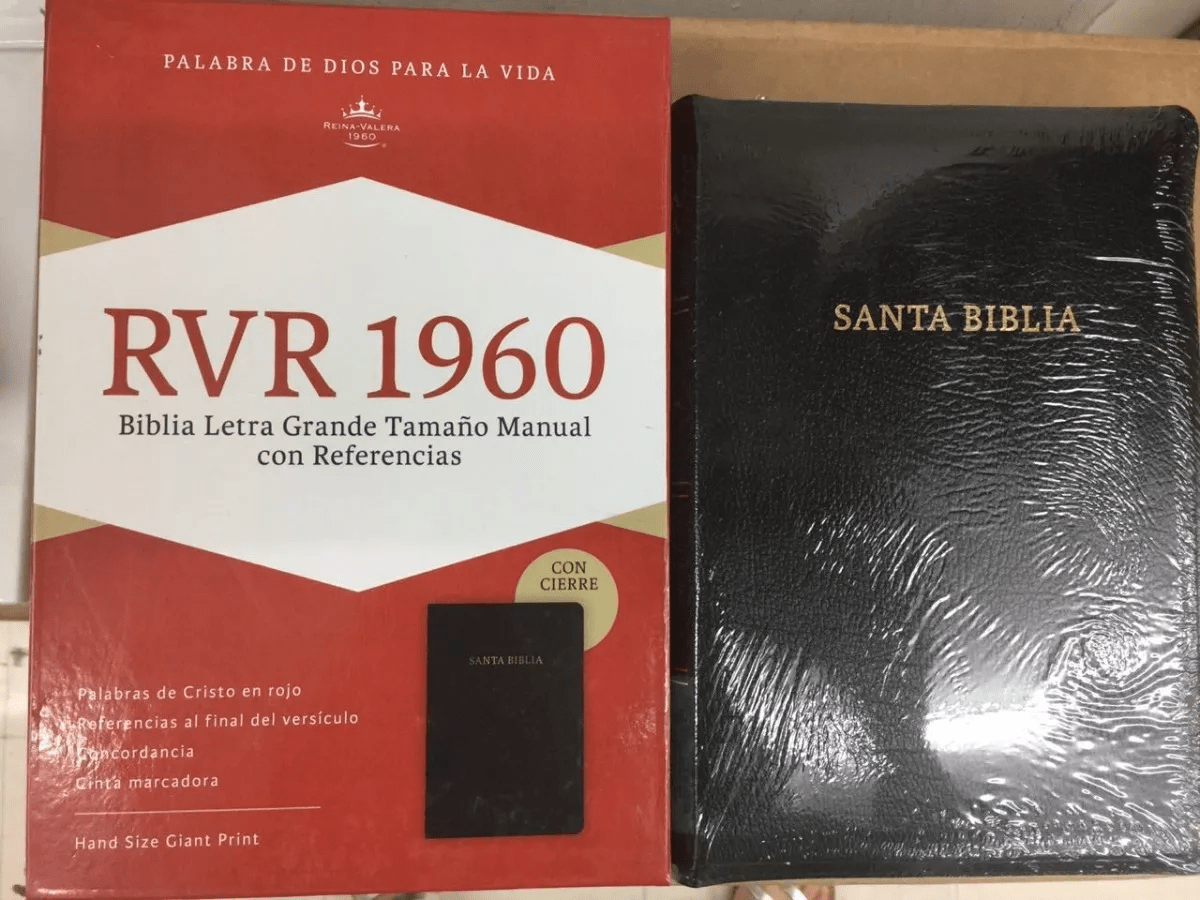 PALABRA DE DIOS PARA LA VIDA
REINA-VALERA
1960
RVR 1960
Biblia Letra Grande Tamaño Manual
con Referencias
CON
CIERRE
SANTA BIBLIA
Palabras de Cristo en rojo
Referencias al final del versículo
Concordancia
Cinta marcadora
Hand Size Giant Print
SANTA BIBLIA